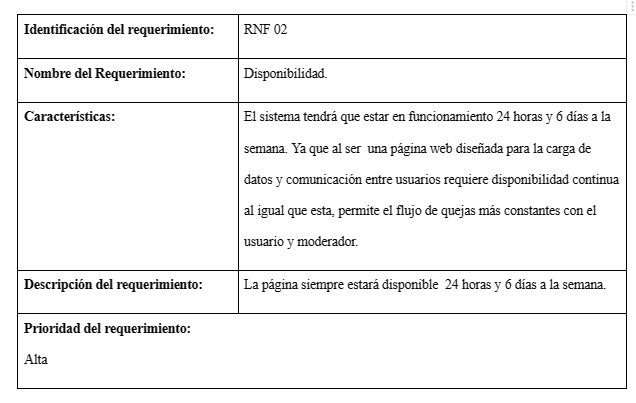 Identificación del requerimiento: RNF 02
Nombre del Requerimiento: Disponibilidad.
Características: El sistema tendrá que estar en funcionamiento 24 horas y 6 días a la
semana. Ya que al ser una página web diseñada para la carga de
datos y comunicación entre usuarios requiere disponibilidad continua
al igual que esta, permite el flujo de quejas más constantes con el
usuario y moderador.
Descripción del requerimiento: La página siempre estará disponible 24 horas y 6 días a la semana.
Prioridad del requerimiento:
Alta